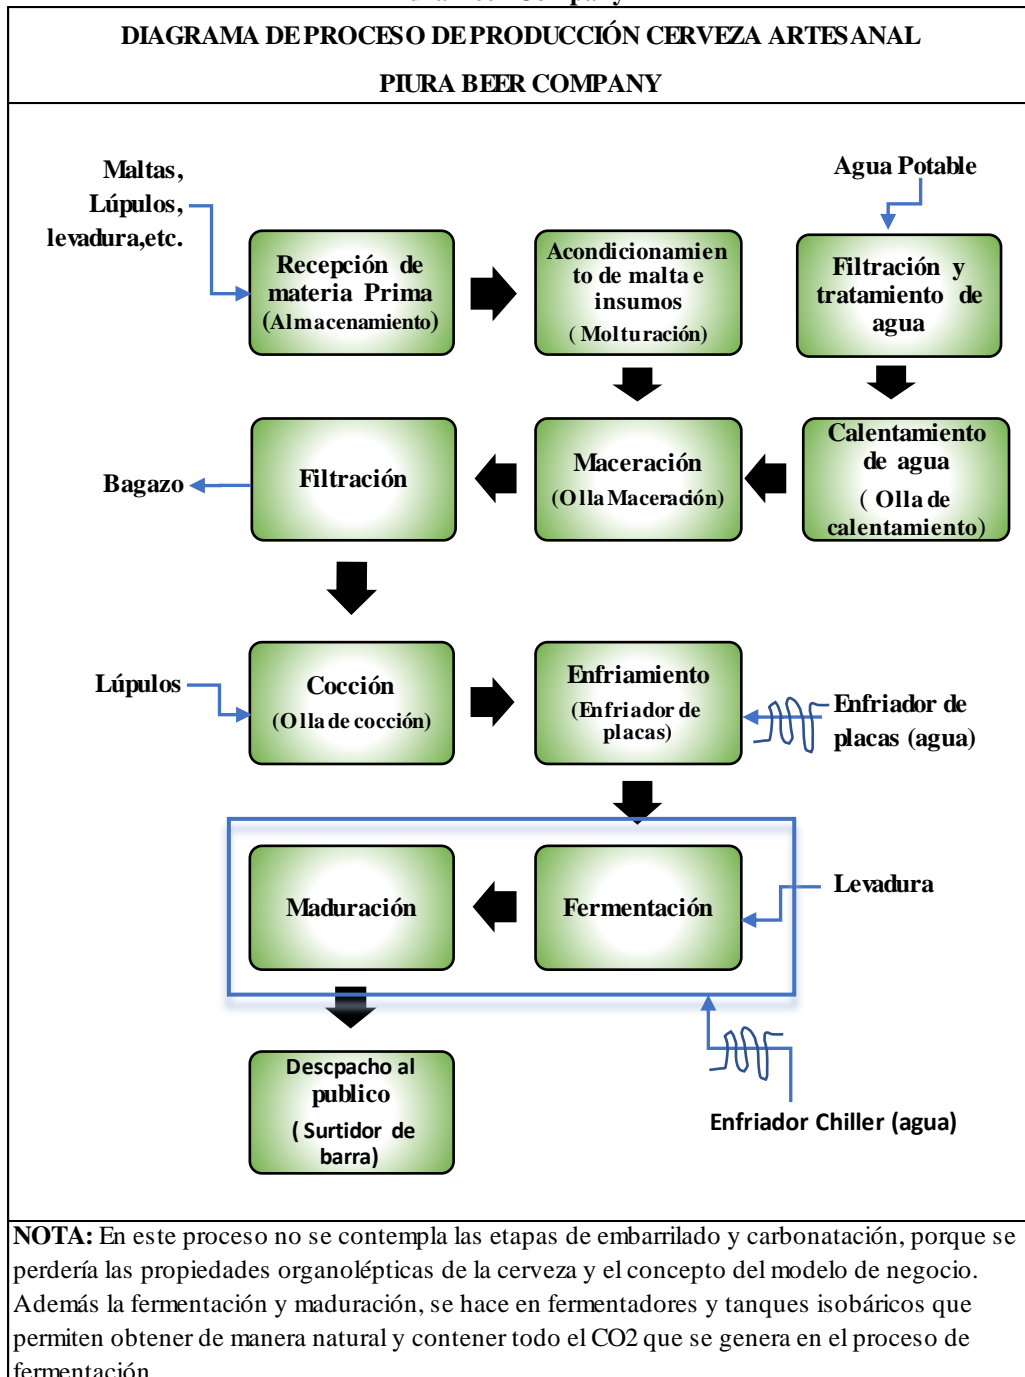 DIAGRAMA DE PROCESO DE PRODUCCIÓN CERVEZA ARTESANAL
PIURA BEER COMPANY
Maltas,
Lúpulos,
levadura,etc.
Agua Potable
Recepción de
materia Prima
(Almacenamiento)
Acondicionamien
to de malta e
insumos
( Molturación)
Filtración y
tratamiento de
agua
Bagazo
Filtración
Maceración
(Olla Maceración)
Calentamiento
de agua
( Olla de
calentamiento)
Lúpulos
Cocción
(Olla de cocción)
Enfriamiento
(Enfriador de
placas)
Enfriador de
placas (agua)
Maduración
Fermentación
Levadura
Descpacho al
publico
( Surtidor de
barra)
Enfriador Chiller (agua)
NOTA: En este proceso no se contempla las etapas de embarrilado y carbonatación, porque se
perdería las propiedades organolépticas de la cerveza y el concepto del modelo de negocio.
Además la fermentación y maduración, se hace en fermentadores y tanques isobáricos que
permiten obtener de manera natural y contener todo el CO2 que se genera en el proceso de
fermentación